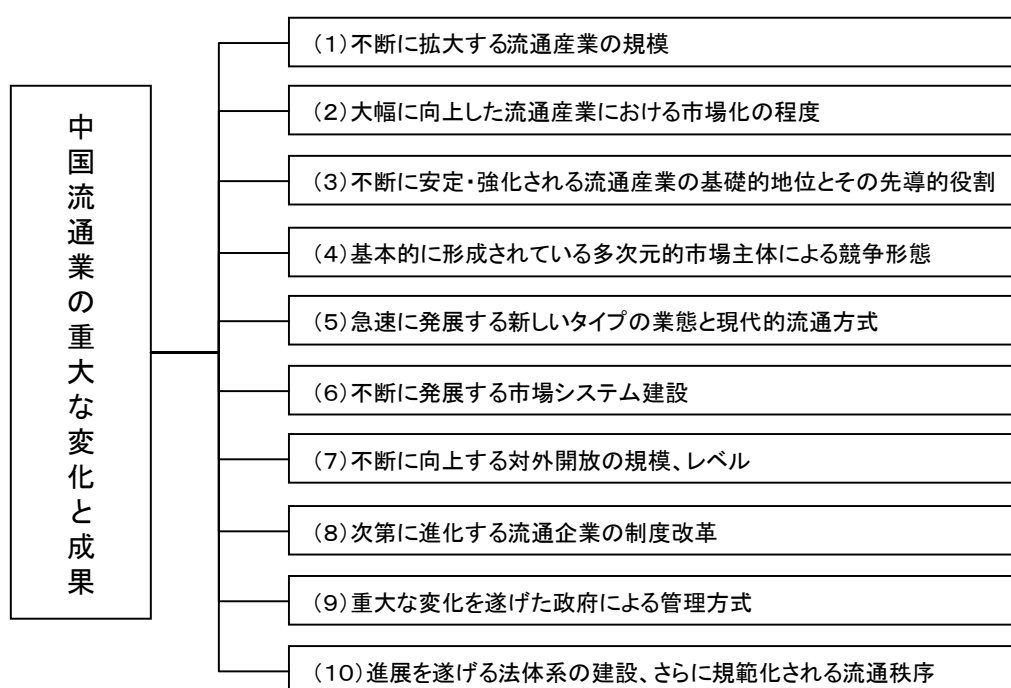 中国流通業の重大な変化と成果
(1)不断に拡大する流通産業の規模
(2)大幅に向上した流通産業における市場化の程度
(3)不断に安定・強化される流通産業の基礎的地位とその先導的役割
(4)基本的に形成されている多次元的市場主体による競争形態
(5)急速に発展する新しいタイプの業態と現代的流通方式
(6)不断に発展する市場システム建設
(7)不断に向上する対外開放の規模、レベル
(8)次第に進化する流通企業の制度改革
(9)重大な変化を遂げた政府による管理方式
(10)進展を遂げる法体系の建設、さらに規範化される流通秩序